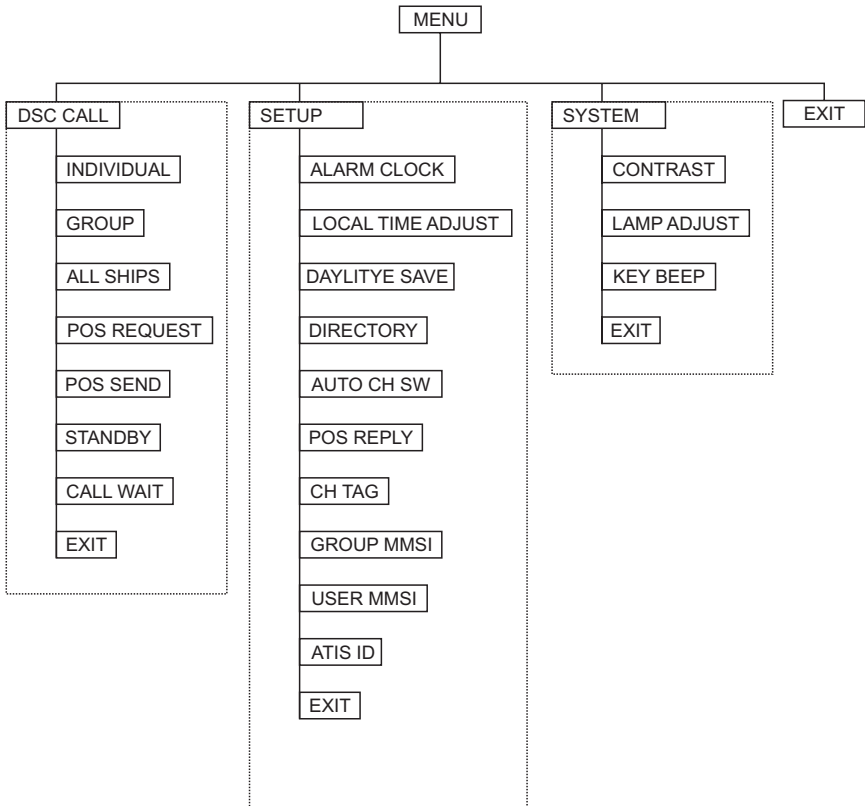 MENU
DSC CALL
INDIVIDUAL
GROUP
ALL SHIPS
POS REQUEST
POS SEND
STANDBY
CALL WAIT
EXIT
SETUP
ALARM CLOCK
LOCAL TIME ADJUST
DAYLITYE SAVE
DIRECTORY
AUTO CH SW
POS REPLY
CH TAG
GROUP MMSI
USER MMSI
ATIS ID
EXIT
SYSTEM
CONTRAST
LAMP ADJUST
KEY BEEP
EXIT
EXIT